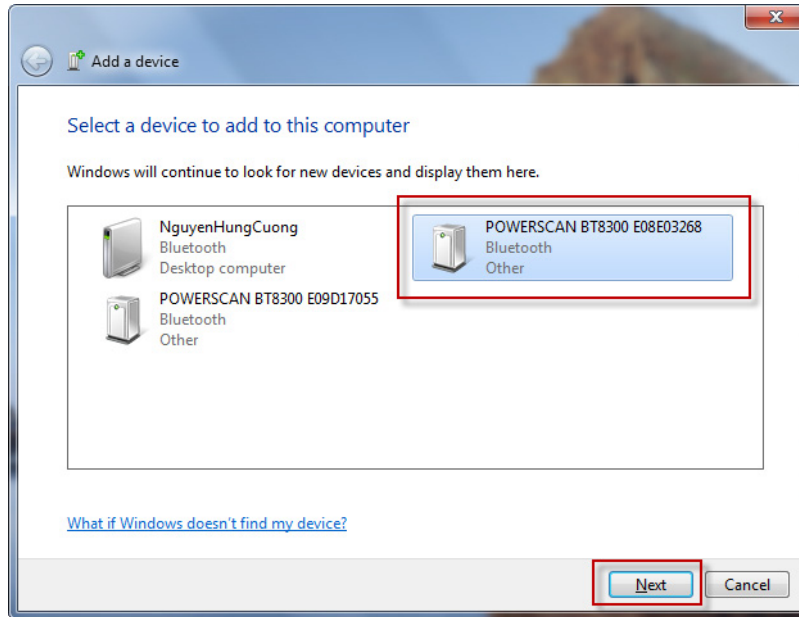 Add a device
Select a device to add to this computer
Windows will continue to look for new devices and display them here.
NguyenHungCuong
Bluetooth
Desktop computer
POWERSCAN BT8300 E08E03268
Bluetooth
Other
POWERSCAN BT8300 E09D17055
Bluetooth
Other
What if Windows doesn't find my device?
Next
Cancel